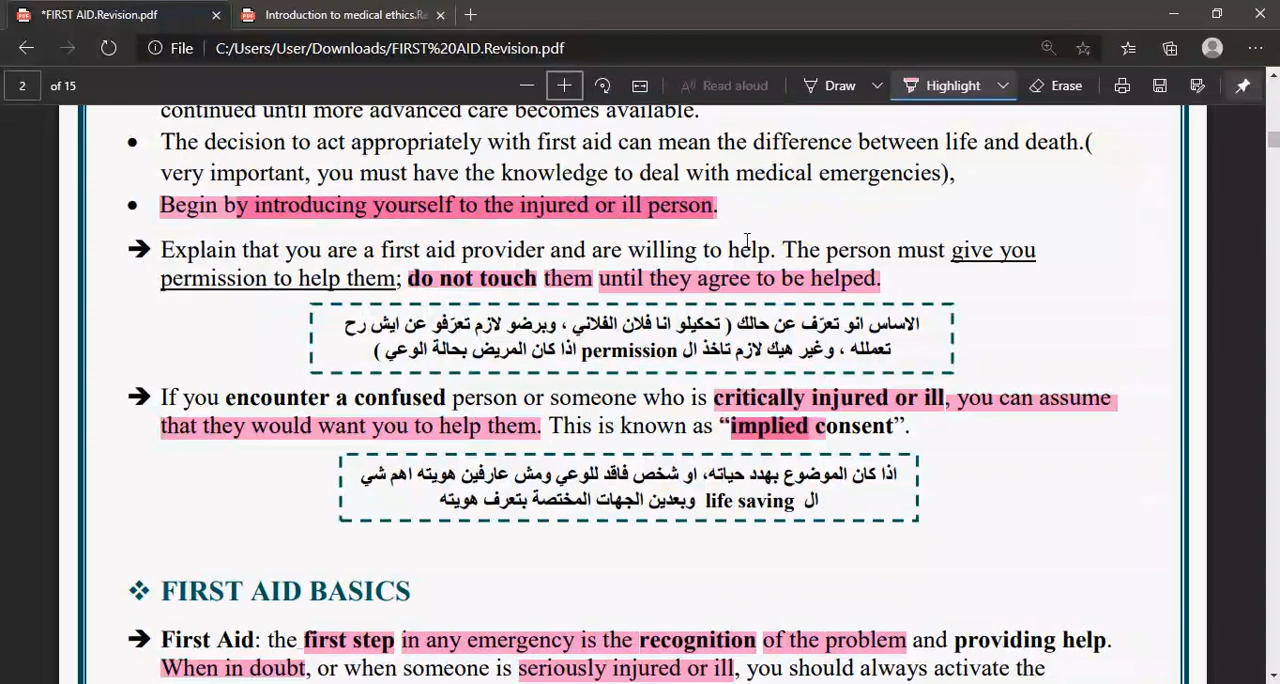 *FIRST AID.Revision.pdf
Introduction to medical ethics.Re
File C:/Users/User/Downloads/FIRST%20AID.Revision.pdf
2 of 15 Read aloud Draw Highlight Erase
continued until more advanced care becomes available.
• The decision to act appropriately with first aid can mean the difference between life and death.(
very important, you must have the knowledge to deal with medical emergencies),
• Begin by introducing yourself to the injured or ill person.
➔ Explain that you are a first aid provider and are willing to help. The person must give you
permission to help them; do not touch them until they agree to be helped.
الاساس انو تعرّف عن حالك ( تحكيلو انا فلان الفلاني ، وبرضو لازم تعرّفو عن ايش رح
تعمله ، وغير هيك لازم تاخذ ال permission اذا كان المريض بحالة الوعي )
➔ If you encounter a confused person or someone who is critically injured or ill, you can assume
that they would want you to help them. This is known as “implied consent”.
اذا كان الموضوع بهدد حياته، او شخص فاقد للوعي ومش عارفين هويته اهم شي
ال life saving وبعدين الجهات المختصة بتعرف هويته
❖ FIRST AID BASICS
➔ First Aid: the first step in any emergency is the recognition of the problem and providing help.
When in doubt, or when someone is seriously injured or ill, you should always activate the